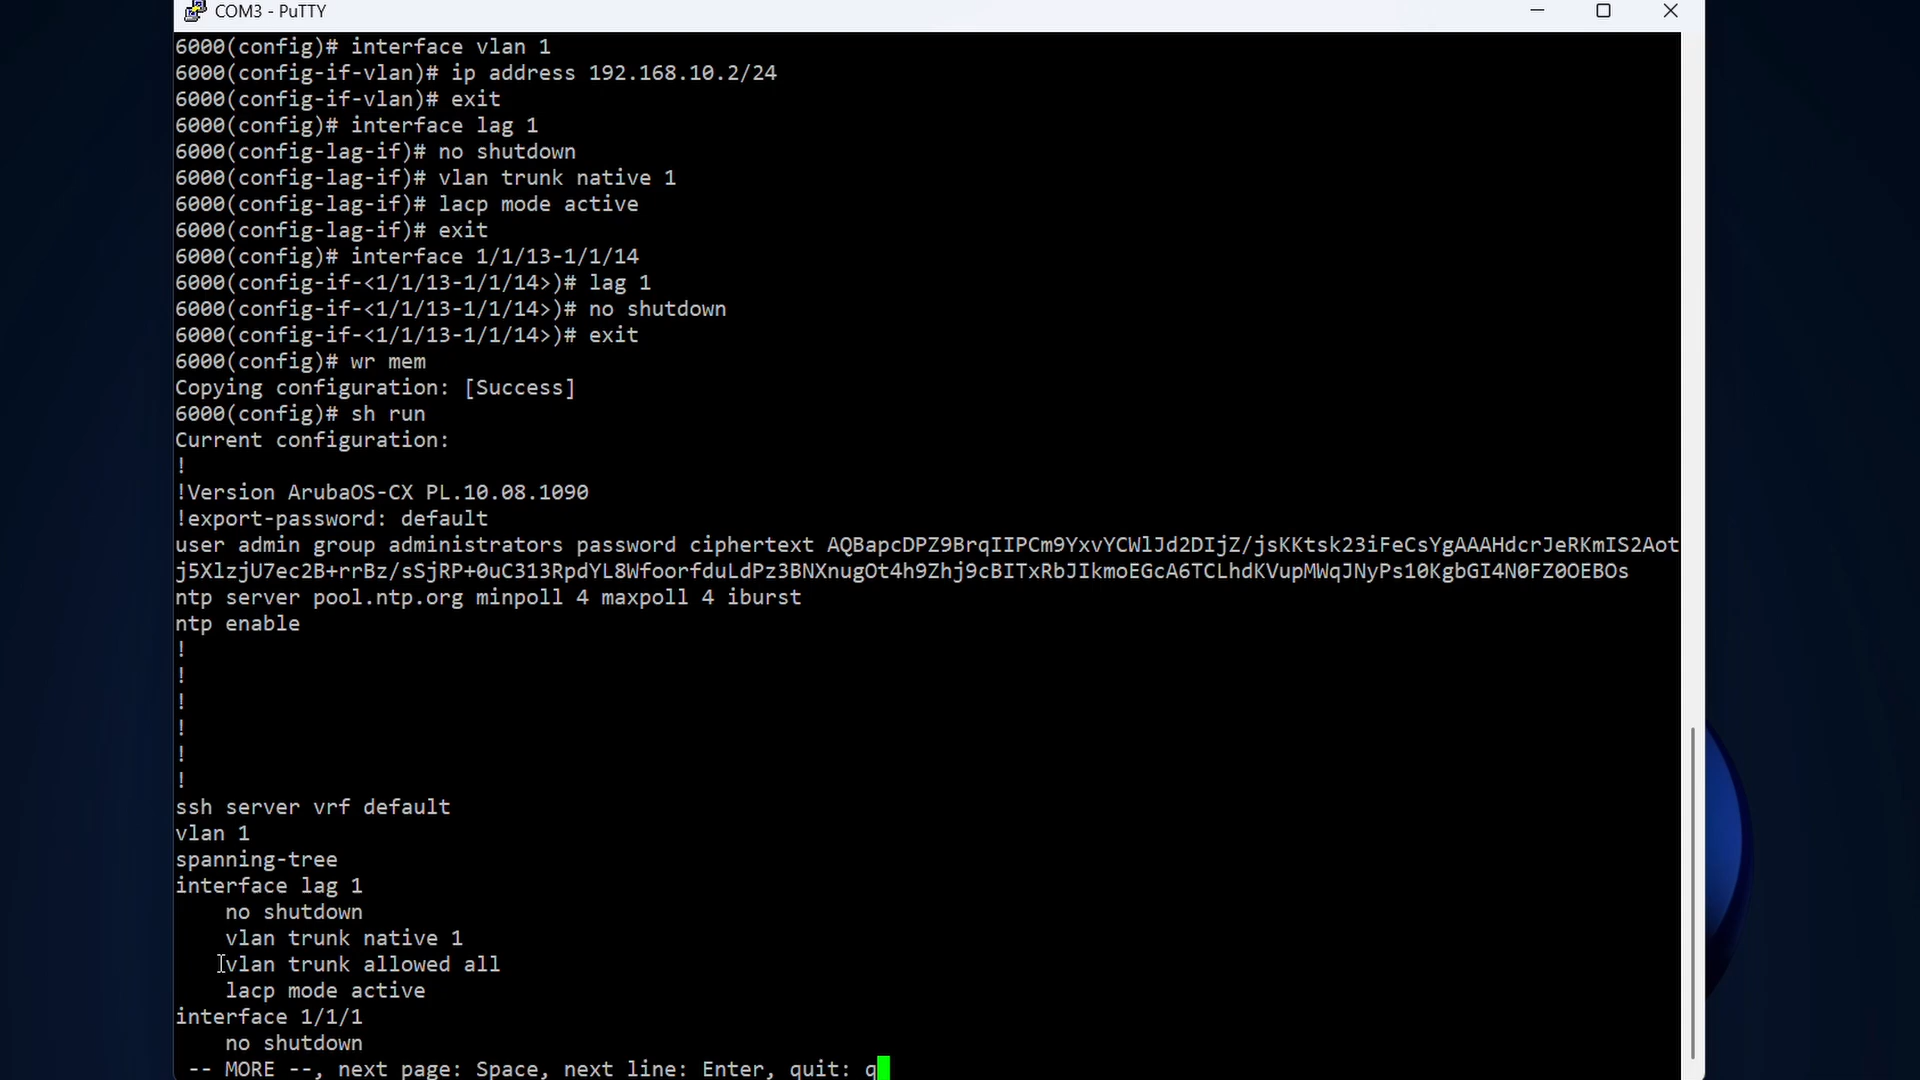 COM3 - PuTTY
6000(config)# interface vlan 1
6000(config-if-vlan)# ip address 192.168.10.2/24
6000(config-if-vlan)# exit
6000(config)# interface lag 1
6000(config-lag-if)# no shutdown
6000(config-lag-if)# vlan trunk native 1
6000(config-lag-if)# lacp mode active
6000(config-lag-if)# exit
6000(config)# interface 1/1/13-1/1/14
6000(config-if-<1/1/13-1/1/14>)# lag 1
6000(config-if-<1/1/13-1/1/14>)# no shutdown
6000(config-if-<1/1/13-1/1/14>)# exit
6000(config)# wr mem
Copying configuration: [Success]
6000(config)# sh run
Current configuration:
!
!Version ArubaOS-CX PL.10.08.1090
!export-password: default
user admin group administrators password ciphertext AQBapcDPZ9BrqIIPCm9YxvYCWlJd2DIjZ/jsKKtsk23iFeCsYgAAAHdcrJeRKmIS2Aot
j5XlzjU7ec2B+rrBz/sSjRP+0uC313RpdYL8WfoorfduLdPz3BNXnugOt4h9Zhj9cBITxRbJIkmoEGcA6TCLhdKVupMWqJNyPs10KgbGI4N0FZ0OEBOs
ntp server pool.ntp.org minpoll 4 maxpoll 4 iburst
ntp enable
!
!
!
!
!
!
ssh server vrf default
vlan 1
spanning-tree
interface lag 1
    no shutdown
    vlan trunk native 1
    vlan trunk allowed all
    lacp mode active
interface 1/1/1
    no shutdown
 -- MORE --, next page: Space, next line: Enter, quit: q